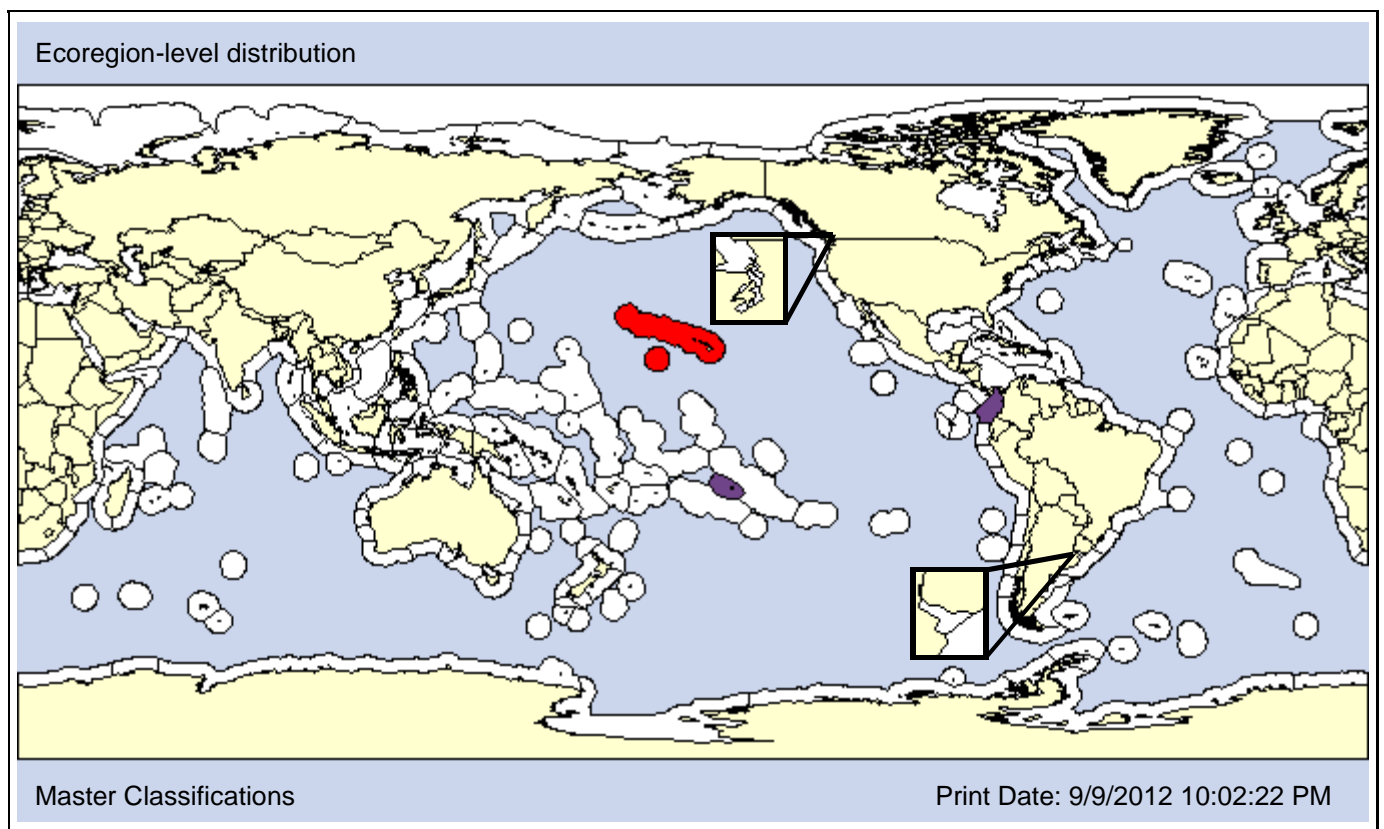 Ecoregion-level distribution
Master Classifications
Print Date: 9/9/2012 10:02:22 PM